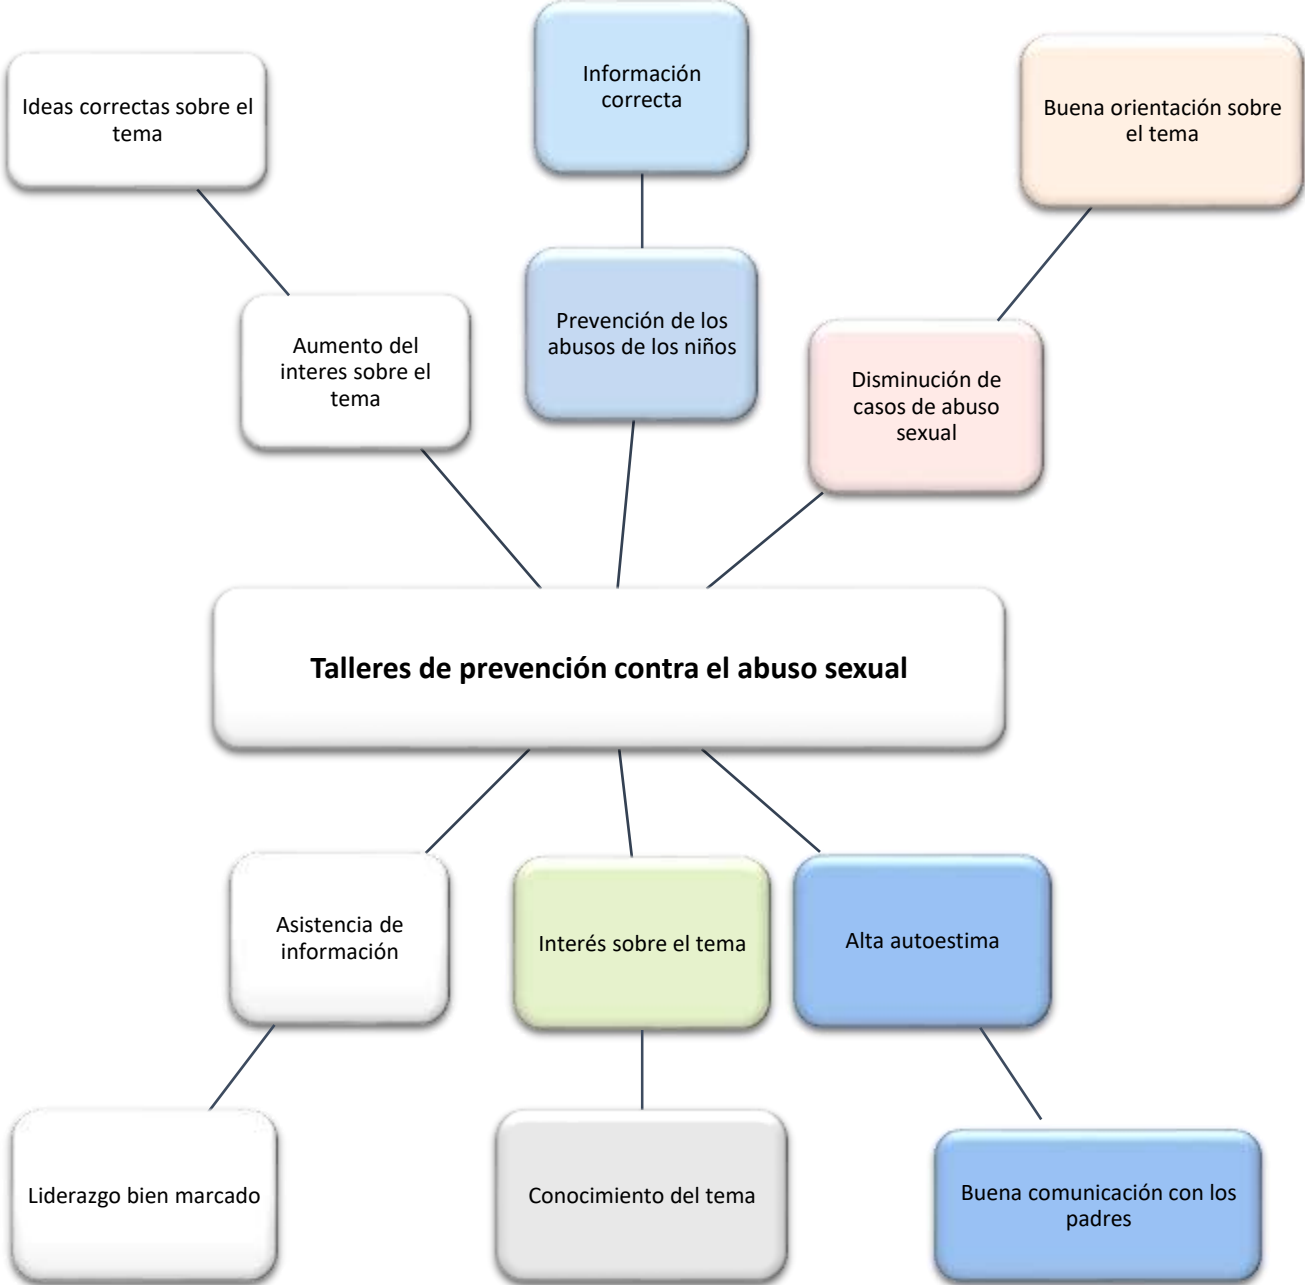 Información
correcta
Ideas correctas sobre el
tema
Buena orientación sobre
el tema
Prevención de los
abusos de los niños
Aumento del
interes sobre el
tema
Disminución de
casos de abuso
sexual
Talleres de prevención contra el abuso sexual
Asistencia de
información
Interés sobre el tema
Alta autoestima
Liderazgo bien marcado
Conocimiento del tema
Buena comunicación con los
padres